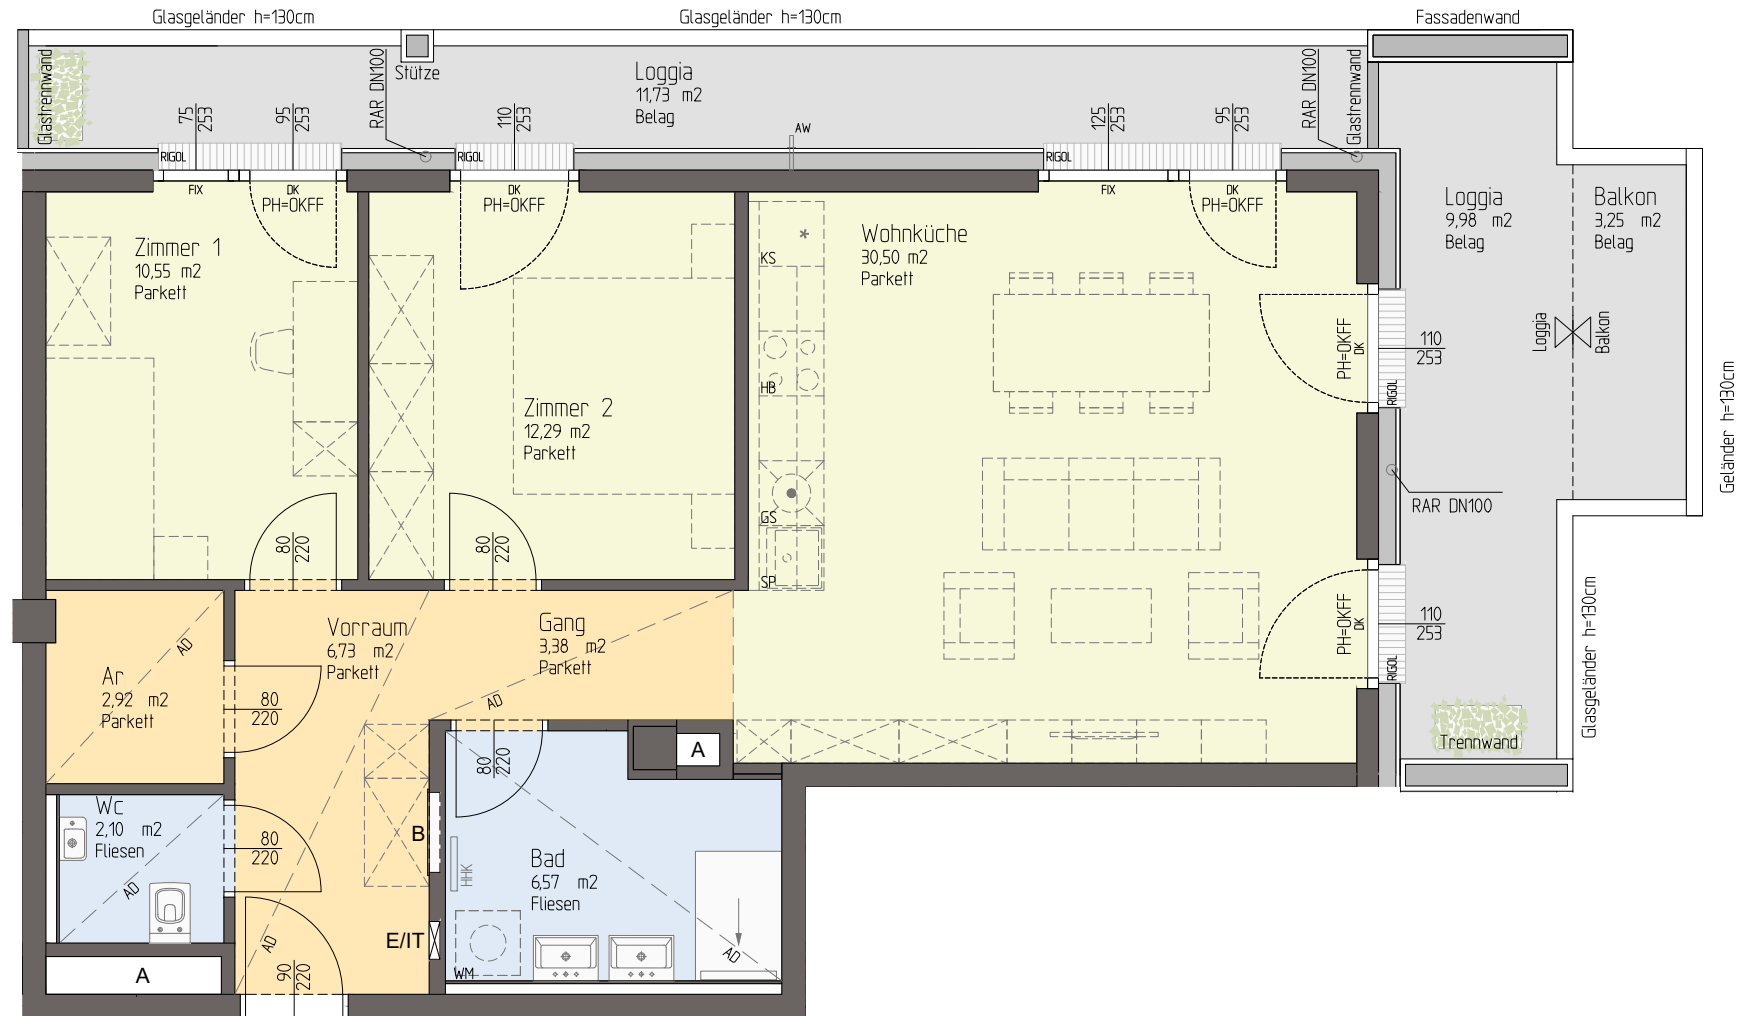 Glasgeländer h=130cm
Glasgeländer h=130cm
Fassadenwand
Glastrennwand
75
253
95
253
RAR DN100
Stütze
110
253
Loggia
11,73 m2
Belag
AW
125
253
95
253
RAR DN100
Glastrennwand
RIGOL
RIGOL
RIGOL
FIX
DK
PH=OKFF
DK
PH=OKFF
FIX
DK
PH=OKFF
Loggia
9,98 m2
Belag
Balkon
3,25 m2
Belag
Zimmer 1
10,55 m2
Parkett
Wohnküche
30,50 m2
Parkett
KS
HB
GS
SP
Zimmer 2
12,29 m2
Parkett
PH=OKFF
DK
110
253
RIGOL
Loggia
Balkon
Geländer h=130cm
RAR DN100
80
220
80
220
PH=OKFF
DK
110
253
RIGOL
Glasgeländer h=130cm
Trennwand
Vorraum
6,73 m2
Parkett
Gang
3,38 m2
Parkett
AD
AD
Ar
2,92 m2
Parkett
80
220
80
220
A
Wc
2,10 m2
Fliesen
AD
80
220
B
HHK
Bad
6,57 m2
Fliesen
E/IT
AD
AD
WM
A
90
220